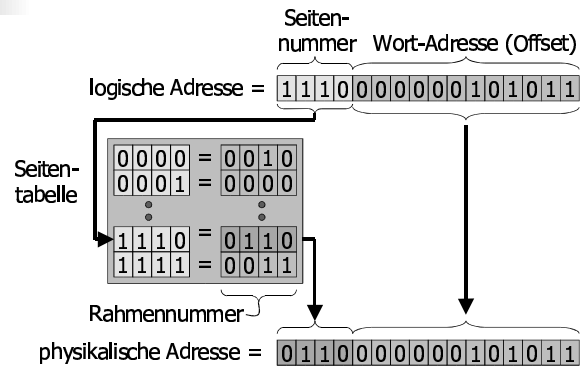 Seiten-
nummer Wort-Adresse (Offset)
logische Adresse = 1110000000101011
Seiten-
tabelle
0000 = 0010
0001 = 0000
1110 = 0110
1111 = 0011
Rahmennummer
physikalische Adresse = 0110000000101011